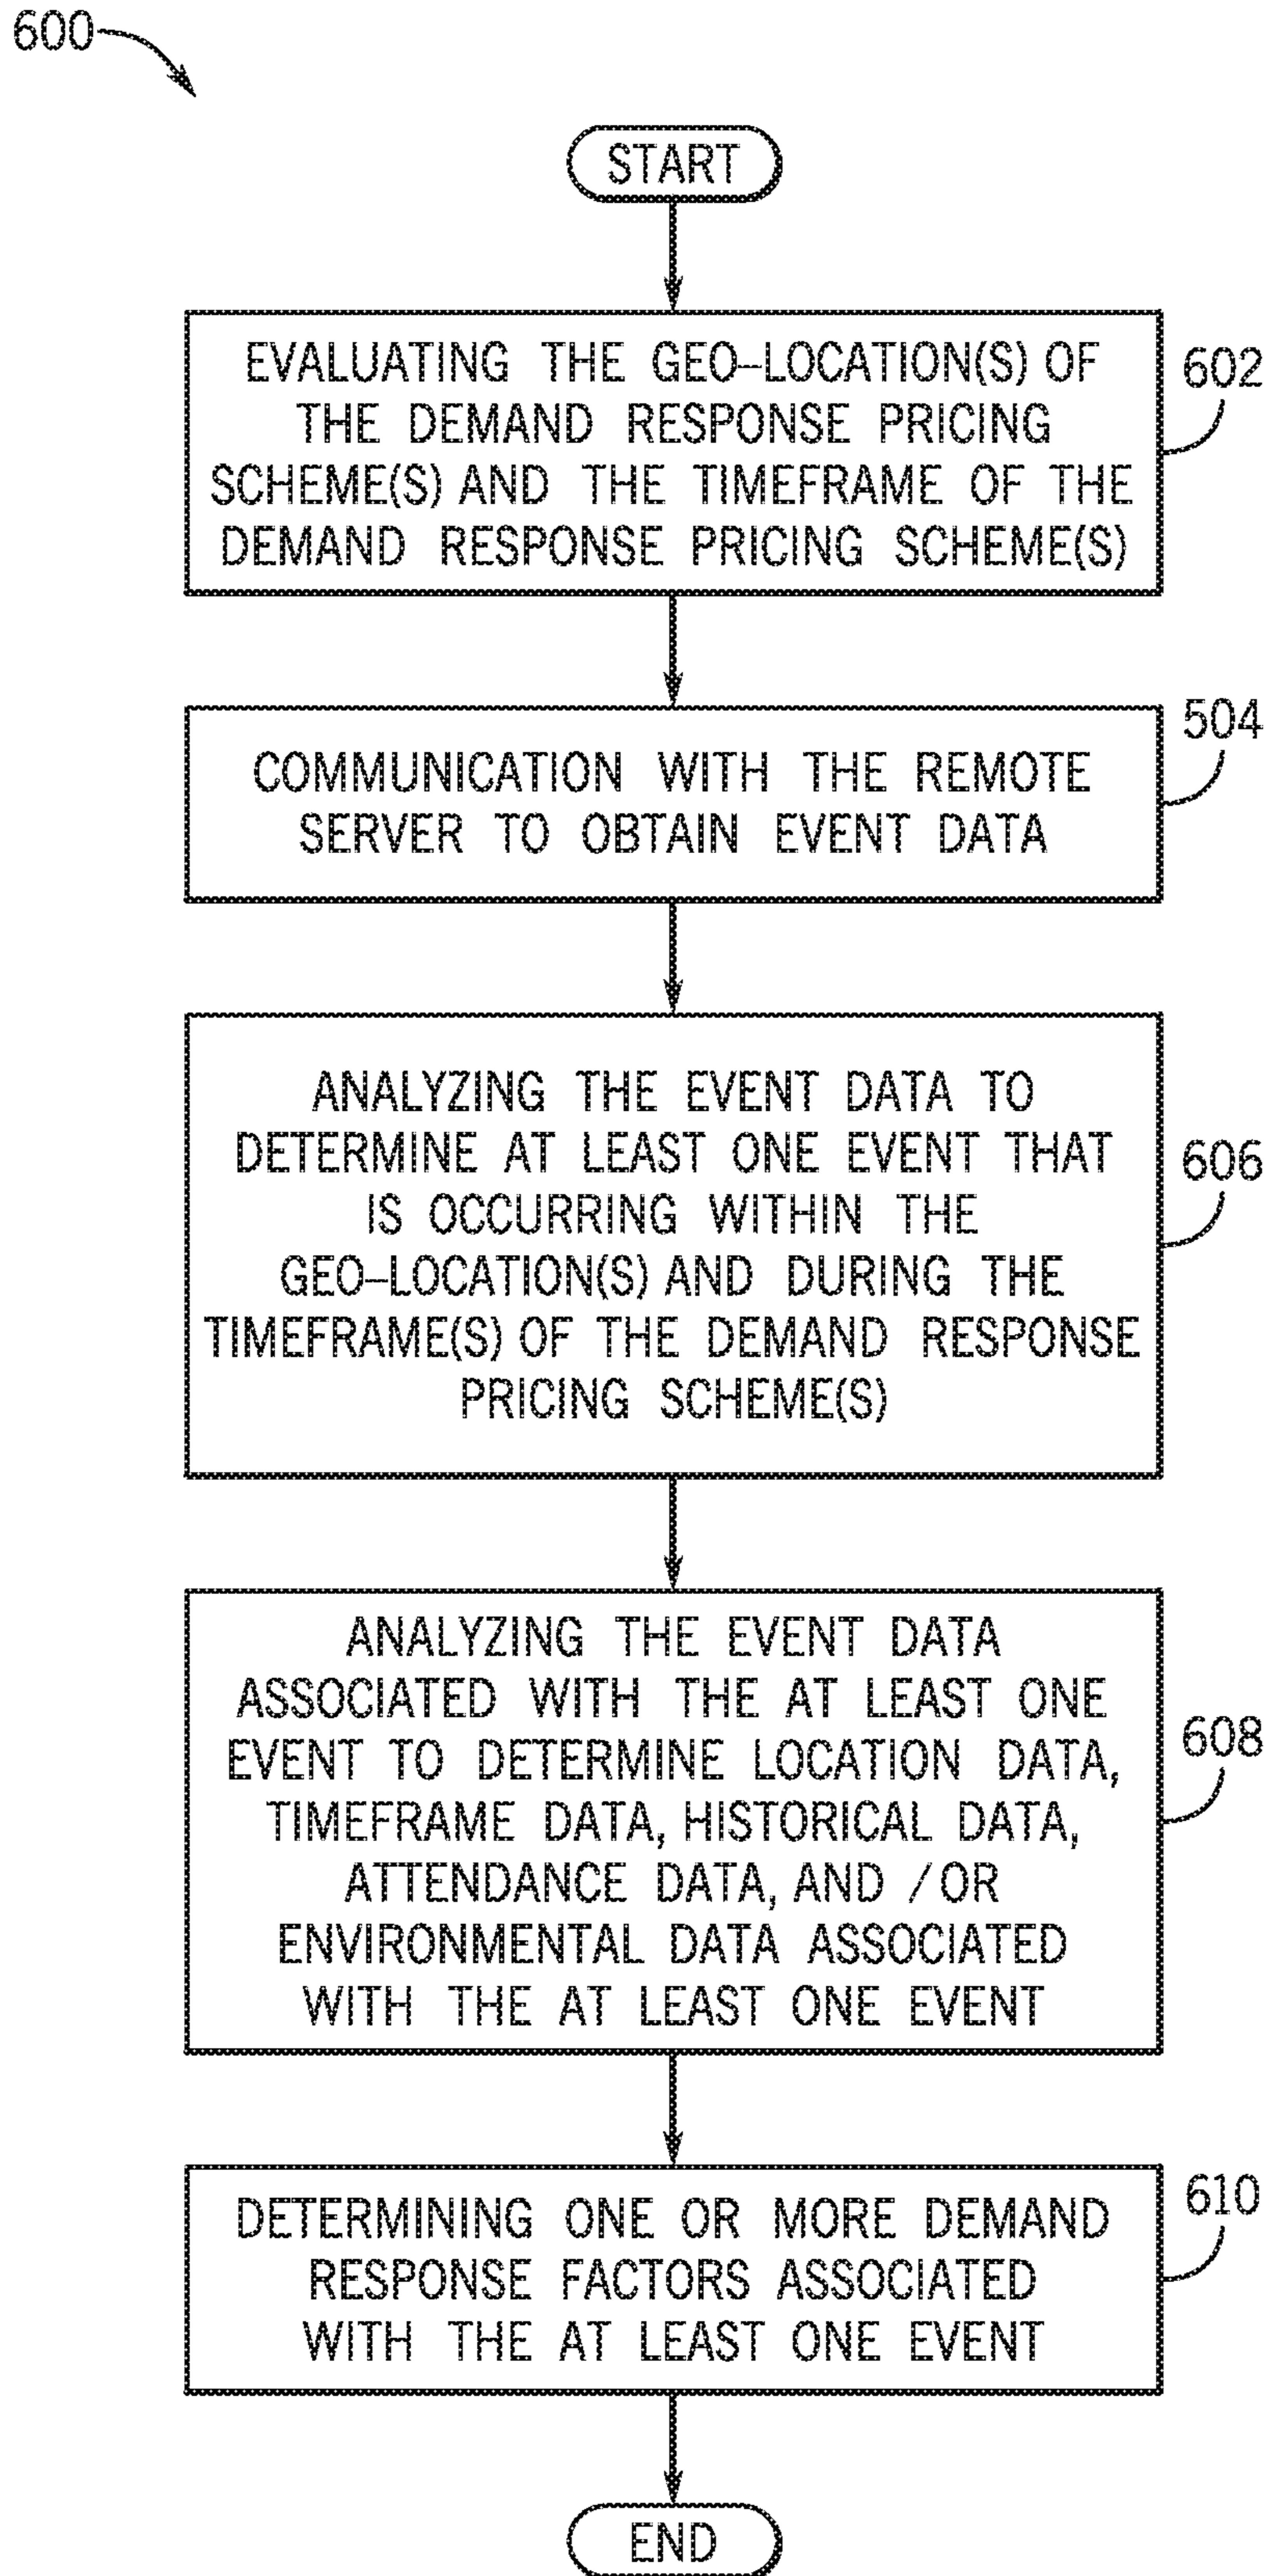 600
START
EVALUATING THE GEO-LOCATION(S) OF
THE DEMAND RESPONSE PRICING
SCHEME(S) AND THE TIMEFRAME OF THE
DEMAND RESPONSE PRICING SCHEME(S)
602
COMMUNICATION WITH THE REMOTE
SERVER TO OBTAIN EVENT DATA
504
ANALYZING THE EVENT DATA TO
DETERMINE AT LEAST ONE EVENT THAT
IS OCCURRING WITHIN THE
GEO-LOCATION(S) AND DURING THE
TIMEFRAME(S) OF THE DEMAND RESPONSE
PRICING SCHEME(S)
606
ANALYZING THE EVENT DATA
ASSOCIATED WITH THE AT LEAST ONE
EVENT TO DETERMINE LOCATION DATA,
TIMEFRAME DATA, HISTORICAL DATA,
ATTENDANCE DATA, AND /OR
ENVIRONMENTAL DATA ASSOCIATED
WITH THE AT LEAST ONE EVENT
608
DETERMINING ONE OR MORE DEMAND
RESPONSE FACTORS ASSOCIATED
WITH THE AT LEAST ONE EVENT
610
END